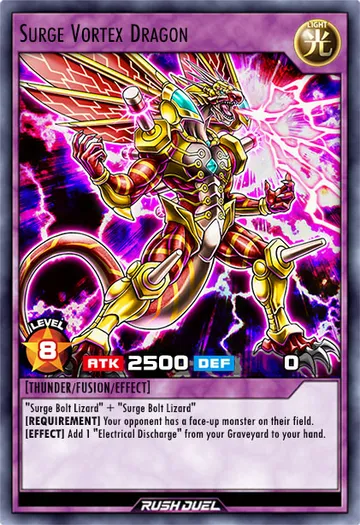 SURGE VORTEX DRAGON
LIGHT
光
LEVEL
8
ATK 2500 DEF 0
[THUNDER/FUSION/EFFECT]
"Surge Bolt Lizard" + "Surge Bolt Lizard"
[REQUIREMENT] Your opponent has a face-up monster on their field.
[EFFECT] Add 1 "Electrical Discharge" from your Graveyard to your hand.
RUSH DUEL